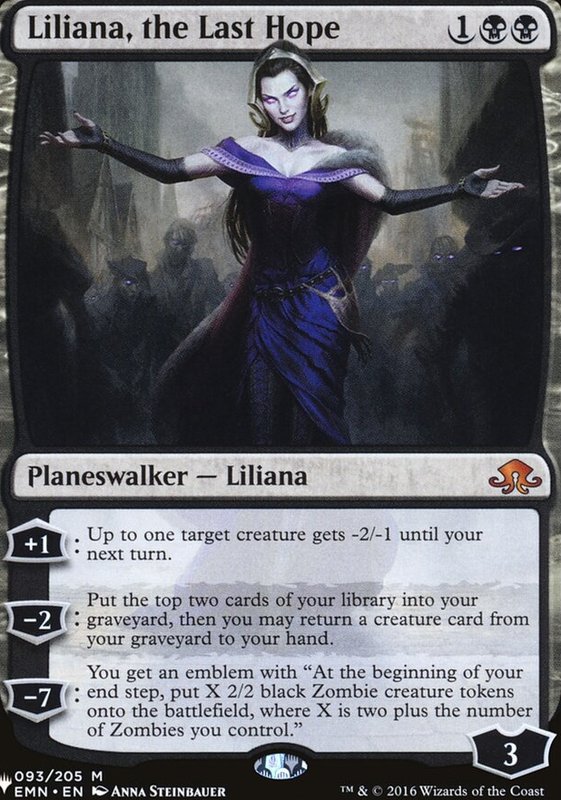 Liliana, the Last Hope 1
Planeswalker — Liliana
+1 : Up to one target creature gets -2/-1 until your
next turn.
Put the top two cards of your library into your
-2 : graveyard, then you may return a creature card from
your graveyard to your hand.
You get an emblem with “At the beginning of your
-7 : end step, put X 2/2 black Zombie creature tokens
onto the battlefield, where X is two plus the number
of Zombies you control.”
3
093/205 M
EMN • EN Anna Steinbauer
™ & © 2016 Wizards of the Coast